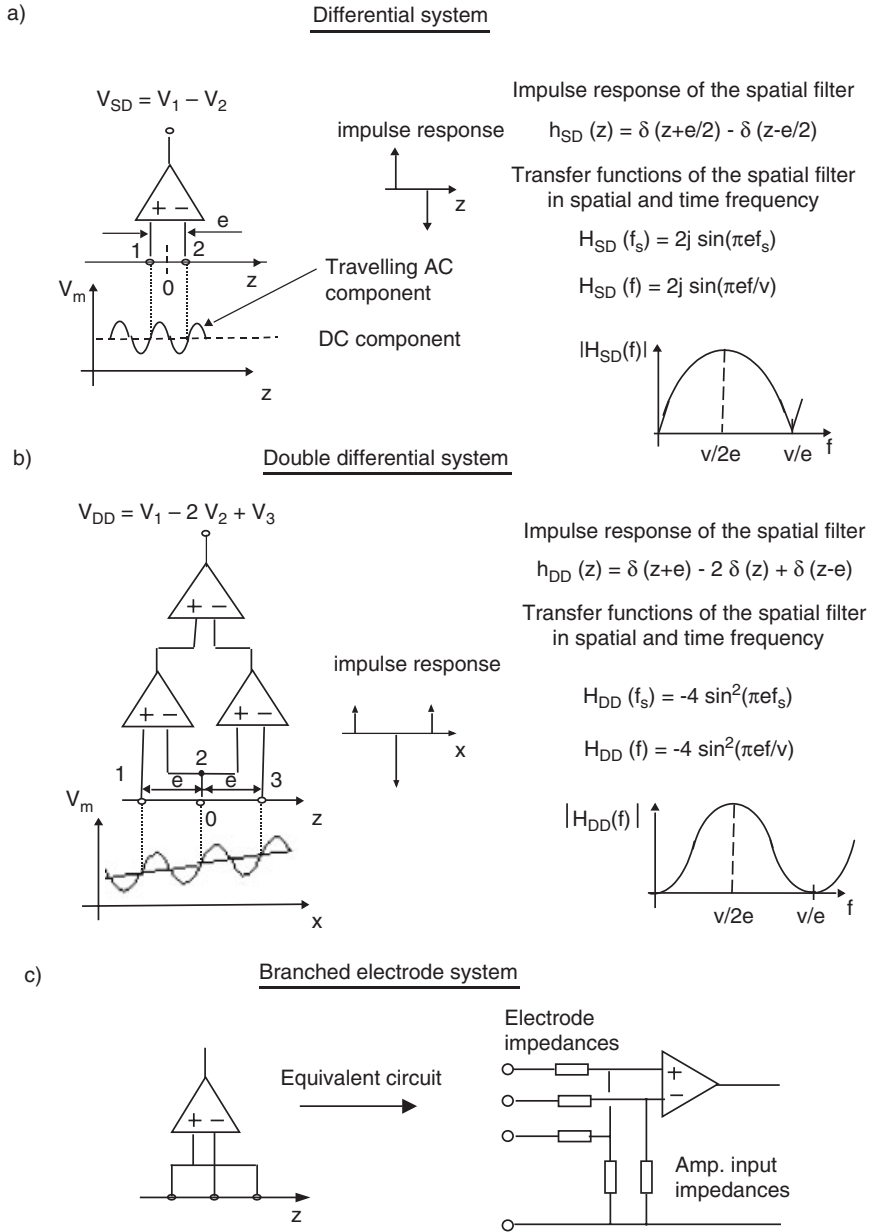 a)
Differential system
V_SD = V_1 – V_2
+ –
e
1
2
0
z
V_m
z
Travelling AC
component
DC component
impulse response
z
Impulse response of the spatial filter
h_SD (z) = δ (z+e/2) - δ (z-e/2)
Transfer functions of the spatial filter
in spatial and time frequency
H_SD (f_s) = 2j sin(πef_s)
H_SD (f) = 2j sin(πef/v)
|H_SD(f)|
v/2e
v/e
f
b)
Double differential system
V_DD = V_1 – 2 V_2 + V_3
+ –
+ –
+ –
1
e
2
e
3
0
z
V_m
x
impulse response
x
Impulse response of the spatial filter
h_DD (z) = δ (z+e) - 2 δ (z) + δ (z-e)
Transfer functions of the spatial filter
in spatial and time frequency
H_DD (f_s) = -4 sin²(πef_s)
H_DD (f) = -4 sin²(πef/v)
|H_DD(f) |
v/2e
v/e
f
c)
Branched electrode system
+ –
z
Equivalent circuit
Electrode
impedances
+
–
Amp. input
impedances